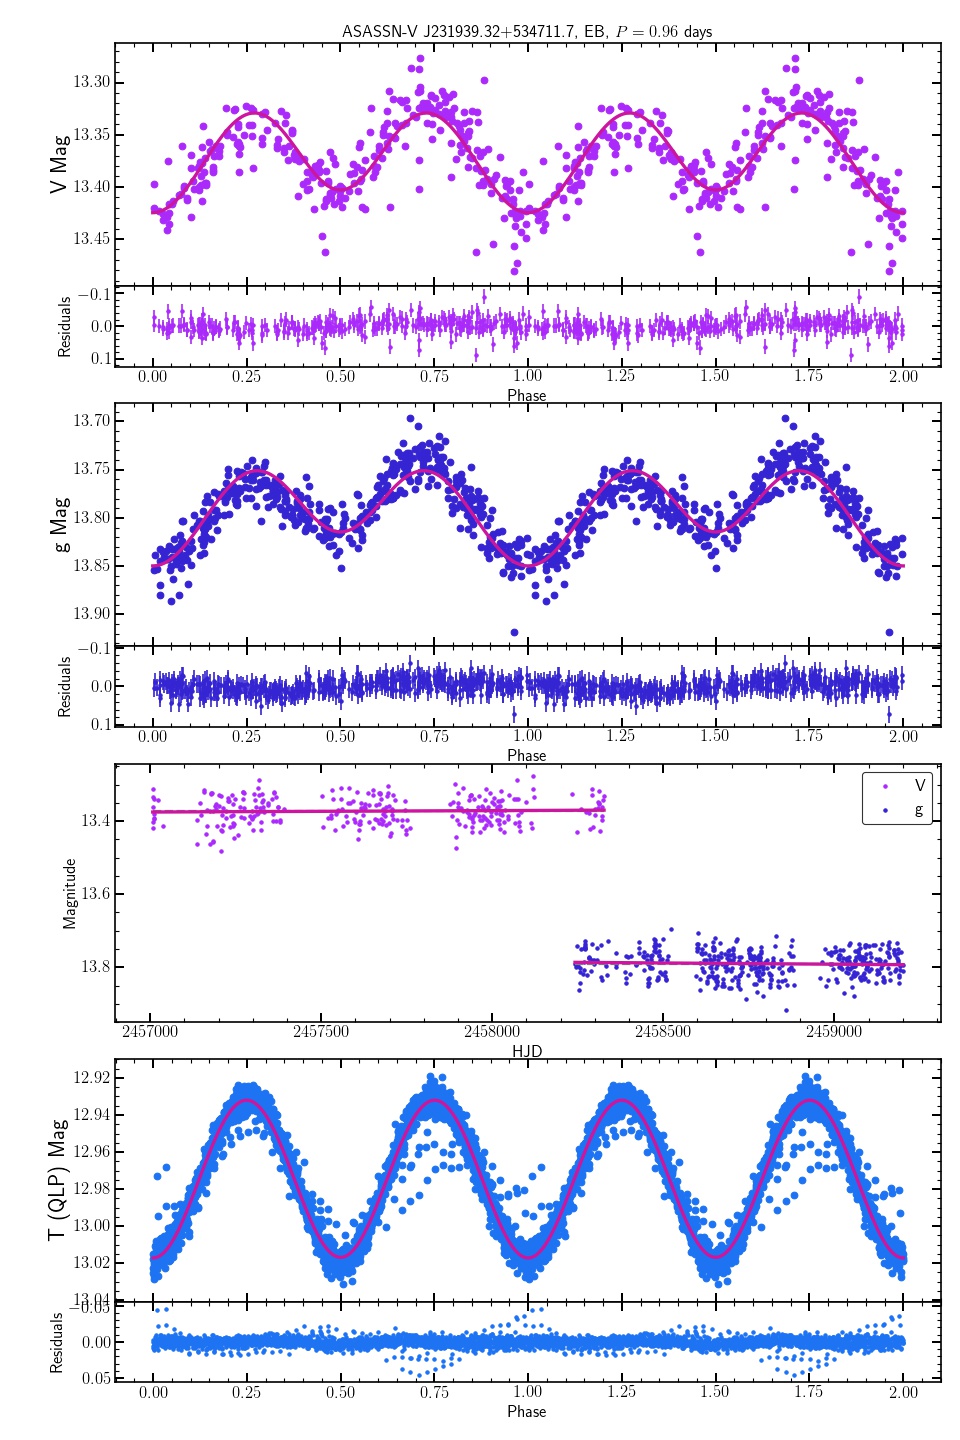 ASASSN-V J231939.32+534711.7, EB, P = 0.96 days
13.30
13.35
13.40
13.45
V Mag
−0.1
0.0
0.1
Residuals
0.00 0.25 0.50 0.75 1.00 1.25 1.50 1.75 2.00
Phase
13.70
13.75
13.80
13.85
13.90
g Mag
−0.1
0.0
0.1
Residuals
0.00 0.25 0.50 0.75 1.00 1.25 1.50 1.75 2.00
Phase
V
g
13.4
13.6
13.8
Magnitude
2457000 2457500 2458000 2458500 2459000
HJD
12.92
12.94
12.96
12.98
13.00
13.02
13.04
T (QLP) Mag
−0.05
0.00
0.05
Residuals
0.00 0.25 0.50 0.75 1.00 1.25 1.50 1.75 2.00
Phase